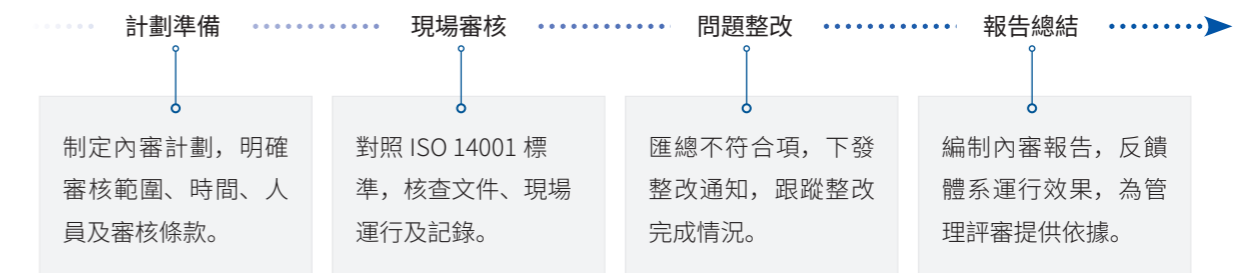 計劃準備
現場審核
問題整改
報告總結
制定內審計劃，明確
審核範圍、時間、人
員及審核條款。
對照 ISO 14001 標
準，核查文件、現場
運行及記錄。
匯總不符合項，下發
整改通知，跟蹤整改
完成情況。
編制內審報告，反饋
體系運行效果，為管
理評審提供依據。